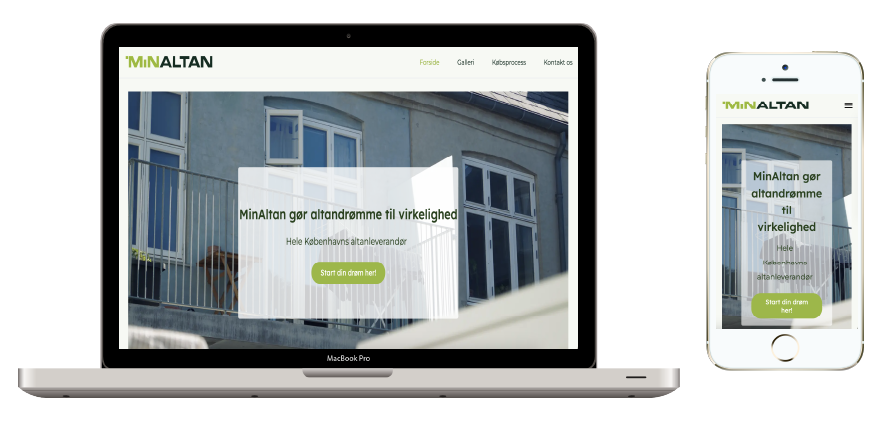 MINALTAN
Forside Galleri Købsprocess Kontakt os
MinAltan gør altandrømme til virkelighed
Hele Københavns altanleverandør
Start din drøm her!
MacBook Pro
MINALTAN
MinAltan gør
altandrømme
til
virkelighed
Hele
Københavns
altanleverandør
Start din drøm
her!